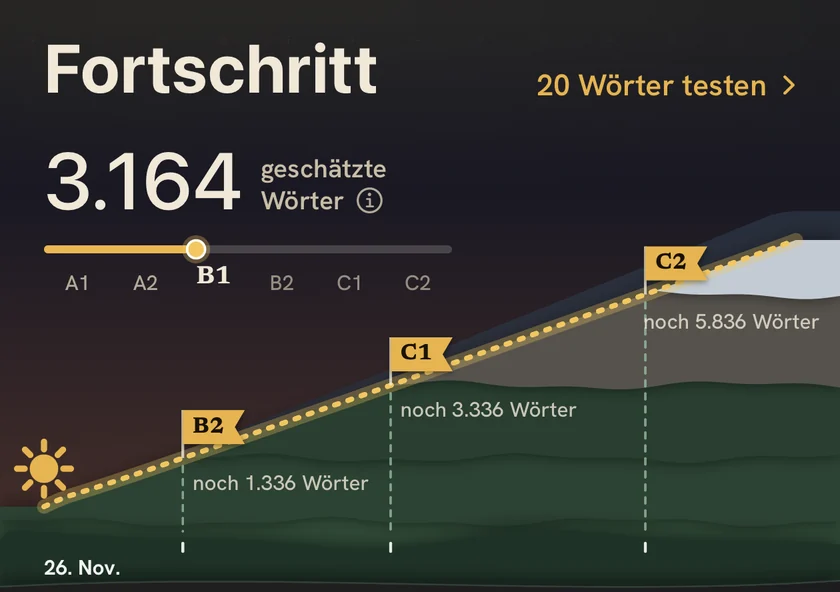 Fortschritt
20 Wörter testen >
3.164
geschätzte
Wörter ⓘ
A1 A2 B1 B2 C1 C2
C2
noch 5.836 Wörter
C1
noch 3.336 Wörter
B2
noch 1.336 Wörter
26. Nov.